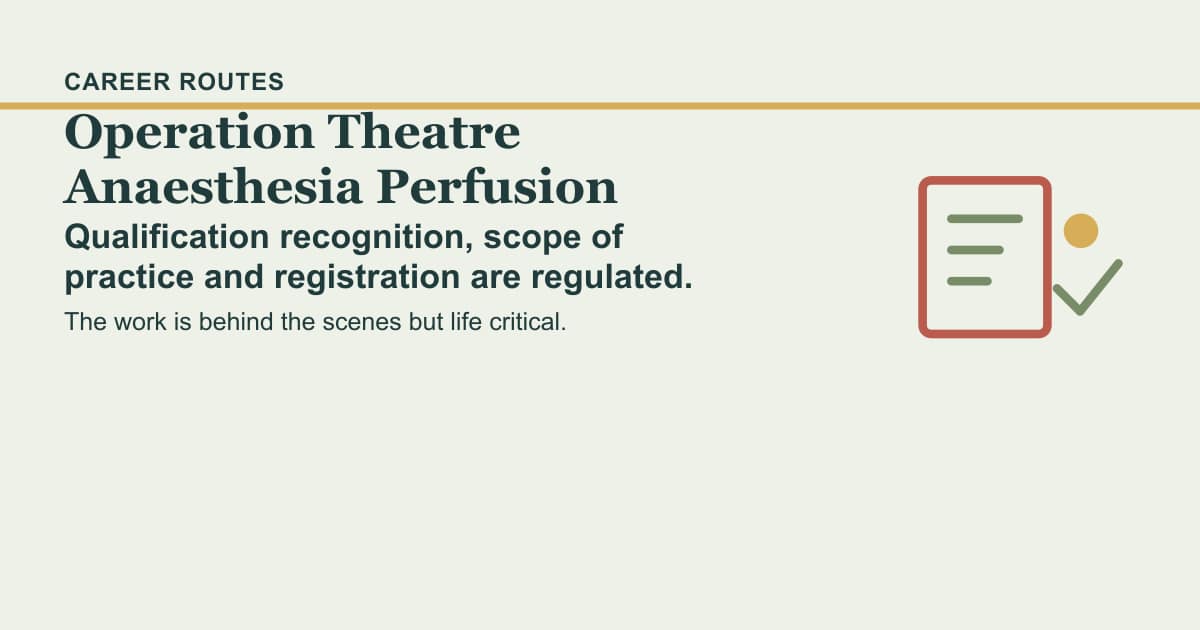 CAREER ROUTES
Operation Theatre
Anaesthesia Perfusion
Qualification recognition, scope of
practice and registration are regulated.
The work is behind the scenes but life critical.